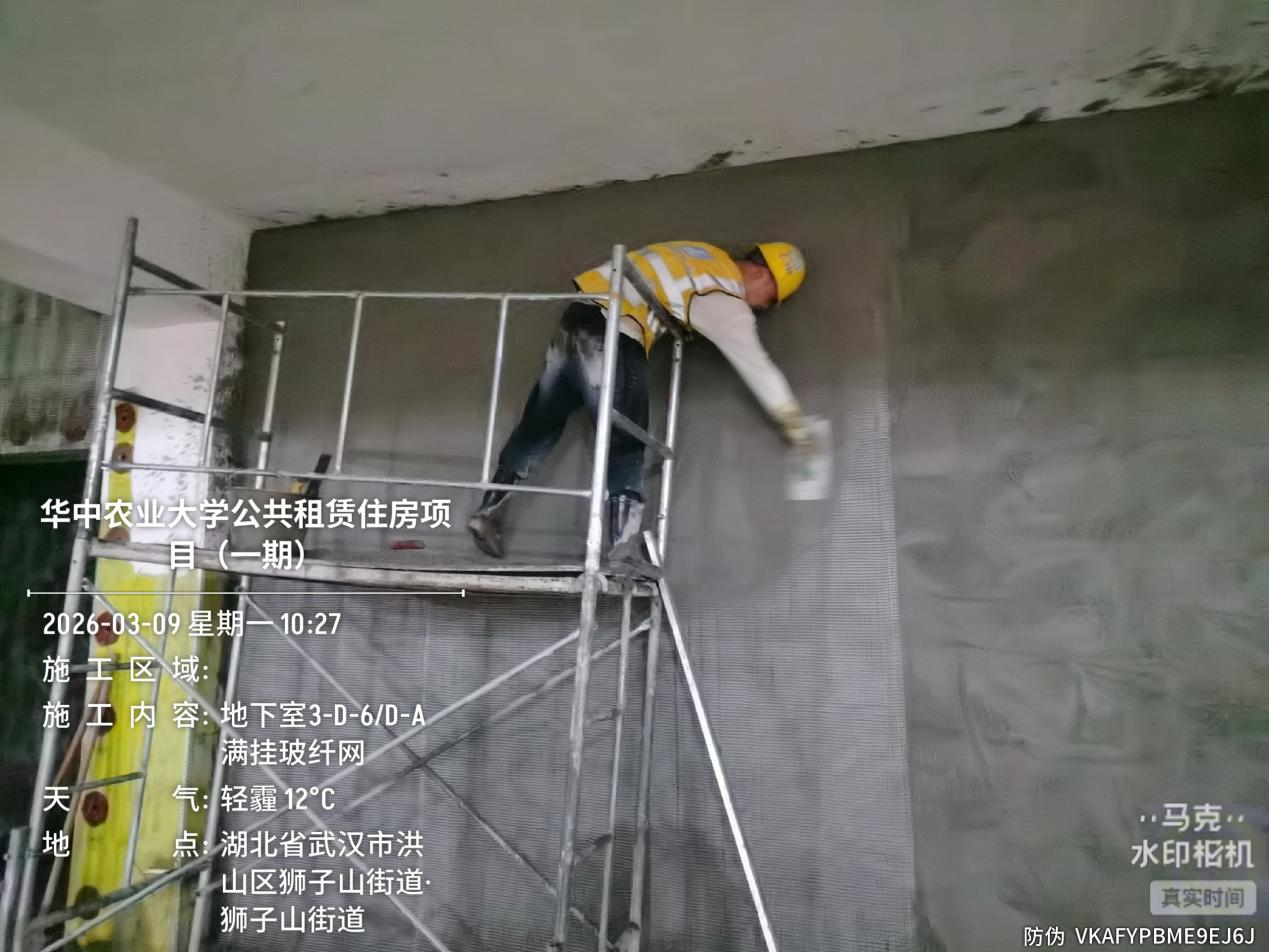 华中农业大学公共租赁住房项
目（一期）
2026-03-09 星期一 10:27
施工区域:
施工内容: 地下室3-D-6/D-A
满挂玻纤网
天气: 轻霾 12°C
地点: 湖北省武汉市洪
山区狮子山街道·
狮子山街道
马克
水印相机
真实时间
防伪 VKAFYPBME9EJ6J